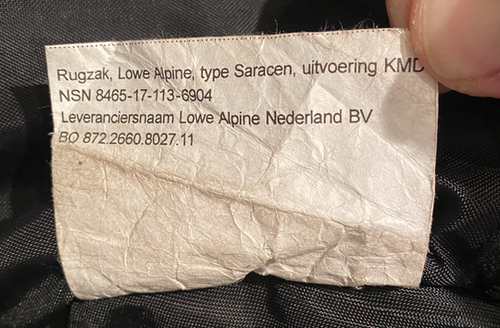 Rugzak, Lowe Alpine, type Saracen, uitvoering KMD
NSN 8465-17-113-6904
Leveranciersnaam Lowe Alpine Nederland BV
BO 872.2660.8027.11